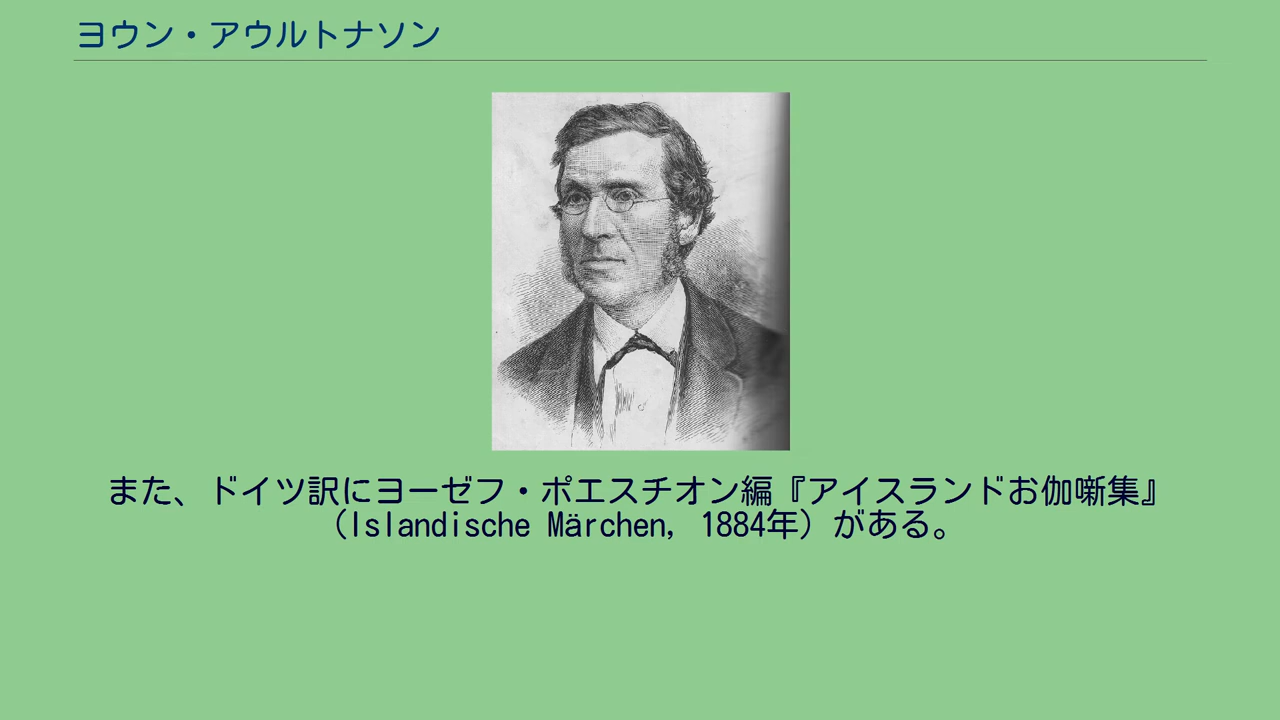 ヨウン・アウルトナソン
また、ドイツ訳にヨーゼフ・ポエスチオン編『アイスランドお伽噺集』
（Islandische Märchen, 1884年）がある。